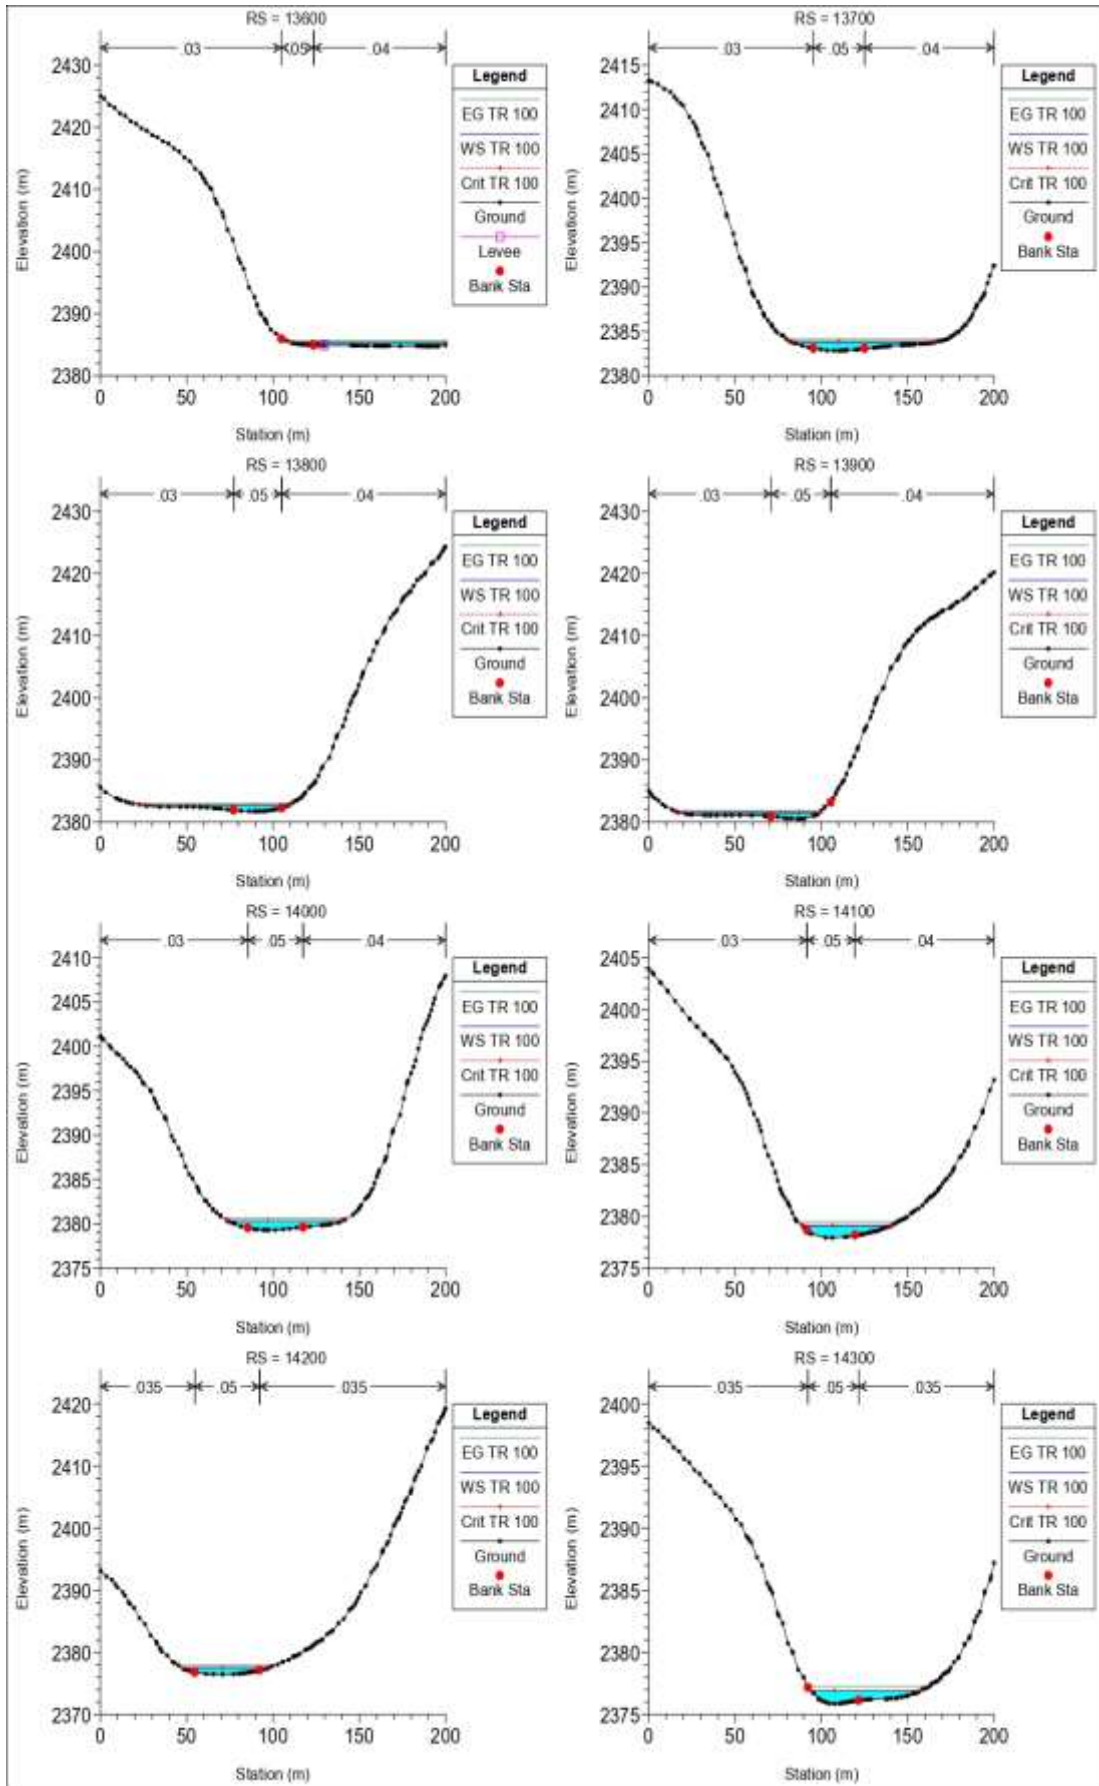 RS = 13600
.03 .05 .04
2430
2420
2410
2400
2390
2380
Elevation (m)
0 50 100 150 200
Station (m)
Legend
EG TR 100
WS TR 100
Crit TR 100
Ground
Levee
Bank Sta
RS = 13700
.03 .05 .04
2415
2410
2405
2400
2395
2390
2385
2380
Elevation (m)
0 50 100 150 200
Station (m)
Legend
EG TR 100
WS TR 100
Crit TR 100
Ground
Bank Sta
RS = 13800
.03 .05 .04
2430
2420
2410
2400
2390
2380
Elevation (m)
0 50 100 150 200
Station (m)
Legend
EG TR 100
WS TR 100
Crit TR 100
Ground
Bank Sta
RS = 13900
.03 .05 .04
2430
2420
2410
2400
2390
2380
Elevation (m)
0 50 100 150 200
Station (m)
Legend
EG TR 100
WS TR 100
Crit TR 100
Ground
Bank Sta
RS = 14000
.03 .05 .04
2410
2405
2400
2395
2390
2385
2380
2375
Elevation (m)
0 50 100 150 200
Station (m)
Legend
EG TR 100
WS TR 100
Crit TR 100
Ground
Bank Sta
RS = 14100
.03 .05 .04
2405
2400
2395
2390
2385
2380
2375
Elevation (m)
0 50 100 150 200
Station (m)
Legend
EG TR 100
WS TR 100
Crit TR 100
Ground
Bank Sta
RS = 14200
.035 .05 .035
2420
2410
2400
2390
2380
2370
Elevation (m)
0 50 100 150 200
Station (m)
Legend
EG TR 100
WS TR 100
Crit TR 100
Ground
Bank Sta
RS = 14300
.035 .05 .035
2400
2395
2390
2385
2380
2375
Elevation (m)
0 50 100 150 200
Station (m)
Legend
EG TR 100
WS TR 100
Crit TR 100
Ground
Bank Sta